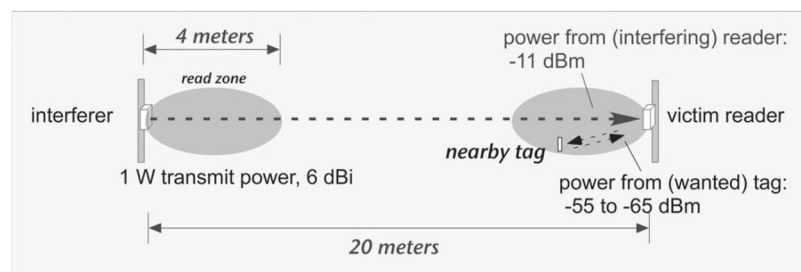 4 meters
power from (interfering) reader:
-11 dBm
read zone
interferer
victim reader
nearby tag
1 W transmit power, 6 dBi
power from (wanted) tag:
-55 to -65 dBm
20 meters